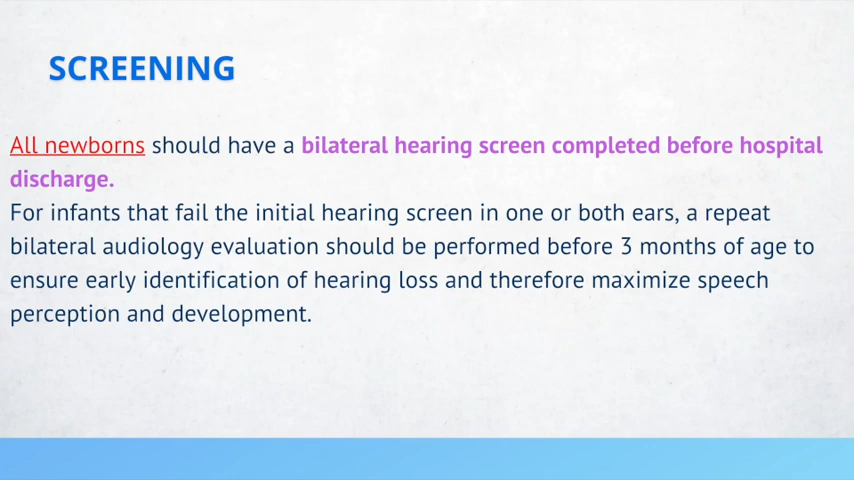 SCREENING
All newborns should have a bilateral hearing screen completed before hospital
discharge.
For infants that fail the initial hearing screen in one or both ears, a repeat
bilateral audiology evaluation should be performed before 3 months of age to
ensure early identification of hearing loss and therefore maximize speech
perception and development.